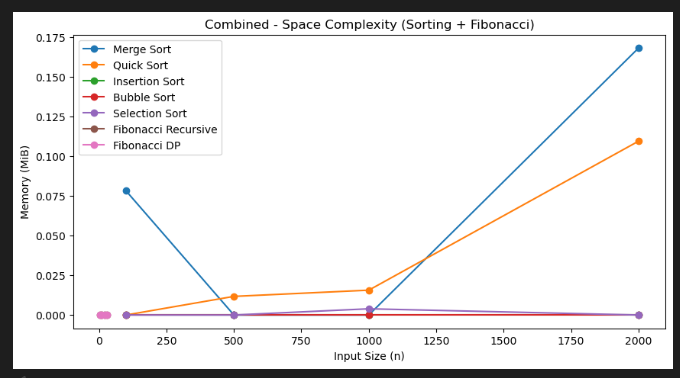 Combined - Space Complexity (Sorting + Fibonacci)
0.175
0.150
0.125
0.100
0.075
0.050
0.025
0.000
Memory (MiB)
Merge Sort
Quick Sort
Insertion Sort
Bubble Sort
Selection Sort
Fibonacci Recursive
Fibonacci DP
0 250 500 750 1000 1250 1500 1750 2000
Input Size (n)